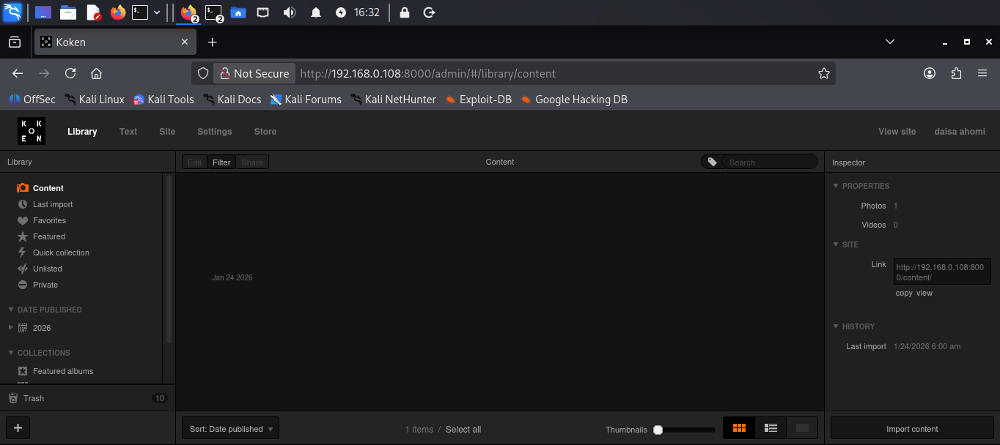 2
2
16:32
Koken
Not Secure http://192.168.0.108:8000/admin/#/library/content
OffSec Kali Linux Kali Tools Kali Docs Kali Forums Kali NetHunter Exploit-DB Google Hacking DB
K K
O
E N
Library Text Site Settings Store View site daisa ahomi
Library Edit Filter Share Content Search Inspector
Content
Last import
Favorites
Featured
Quick collection
Unlisted
Private
DATE PUBLISHED
2026
COLLECTIONS
Featured albums
Trash 10
Jan 24 2026
PROPERTIES
Photos 1
Videos 0
SITE
Link http://192.168.0.108:800
0/content/
copy view
HISTORY
Last import 1/24/2026 6:00 am
Sort: Date published 1 items / Select all Thumbnails Import content